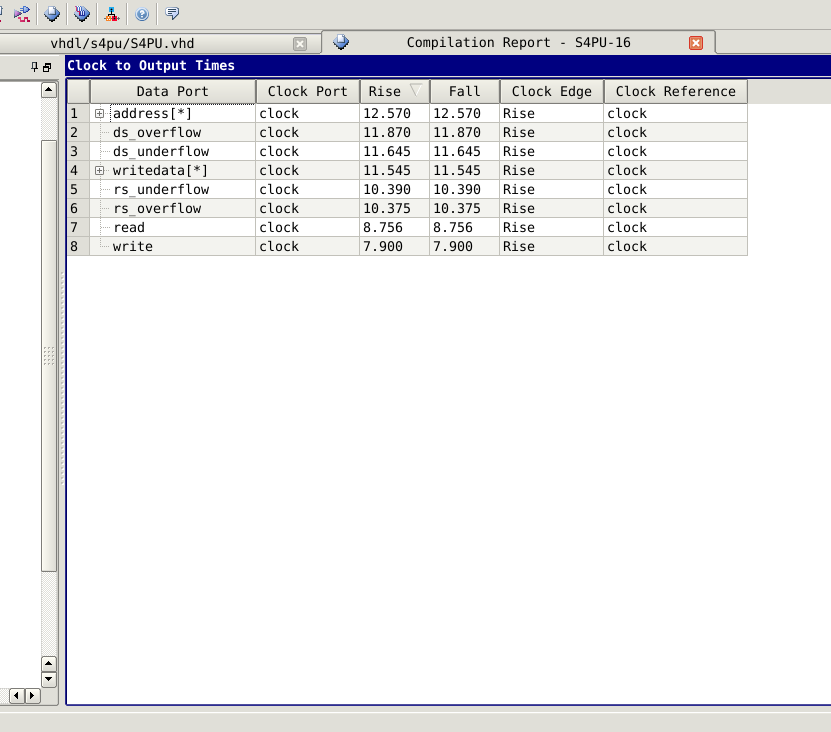 vhdl/s4pu/S4PU.vhd
Compilation Report - S4PU-16
Clock to Output Times
Data Port Clock Port Rise Fall Clock Edge Clock Reference
1 address[*] clock 12.570 12.570 Rise clock
2 ds_overflow clock 11.870 11.870 Rise clock
3 ds_underflow clock 11.645 11.645 Rise clock
4 writedata[*] clock 11.545 11.545 Rise clock
5 rs_underflow clock 10.390 10.390 Rise clock
6 rs_overflow clock 10.375 10.375 Rise clock
7 read clock 8.756 8.756 Rise clock
8 write clock 7.900 7.900 Rise clock